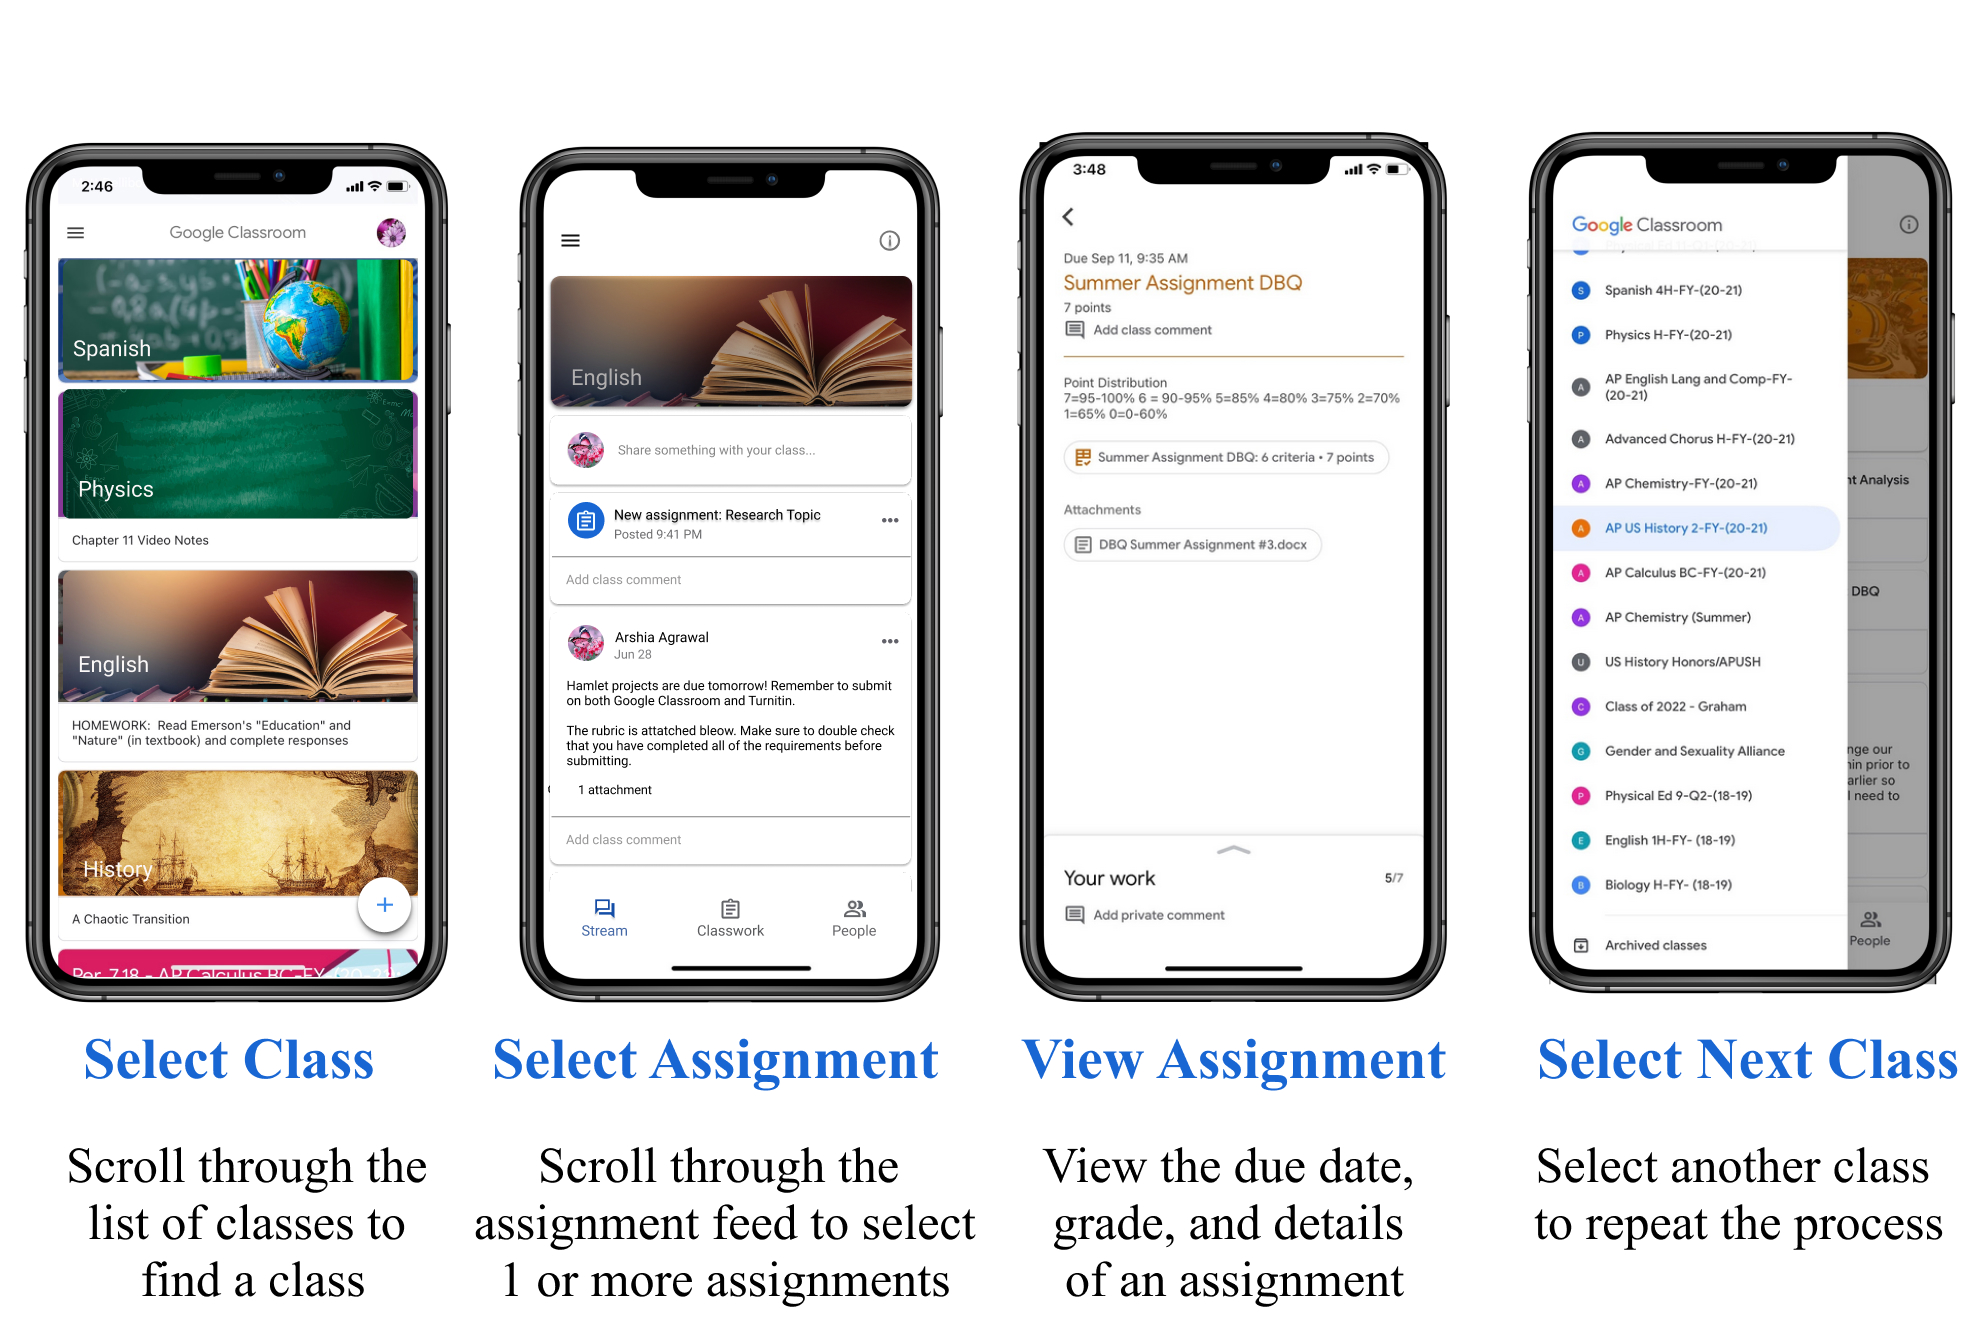 2:46
Google Classroom
Spanish
Physics
Chapter 11 Video Notes
English
HOMEWORK: Read Emerson's "Education" and
"Nature" (in textbook) and complete responses
History
A Chaotic Transition
Per. 7,18 - AP Calculus BC-FY-(20-21)
Select Class
Scroll through the
list of classes to
find a class
English
Share something with your class...
New assignment: Research Topic
Posted 9:41 PM
Add class comment
Arshia Agrawal
Jun 28
Hamlet projects are due tomorrow! Remember to submit
on both Google Classroom and Turnitin.
The rubric is attatched bleow. Make sure to double check
that you have completed all of the requirements before
submitting.
1 attachment
Add class comment
Stream
Classwork
People
Select Assignment
Scroll through the
assignment feed to select
1 or more assignments
3:48
Due Sep 11, 9:35 AM
Summer Assignment DBQ
7 points
Add class comment
Point Distribution
7=95-100% 6 = 90-95% 5=85% 4=80% 3=75% 2=70%
1=65% 0=0-60%
Summer Assignment DBQ: 6 criteria • 7 points
Attachments
DBQ Summer Assignment #3.docx
Your work
5/7
Add private comment
View Assignment
View the due date,
grade, and details
of an assignment
Google Classroom
S Spanish 4H-FY-(20-21)
P Physics H-FY-(20-21)
A AP English Lang and Comp-FY-
(20-21)
A Advanced Chorus H-FY-(20-21)
A AP Chemistry-FY-(20-21)
A AP US History 2-FY-(20-21)
A AP Calculus BC-FY-(20-21)
A AP Chemistry (Summer)
U US History Honors/APUSH
C Class of 2022 - Graham
G Gender and Sexuality Alliance
P Physical Ed 9-Q2-(18-19)
E English 1H-FY- (18-19)
B Biology H-FY- (18-19)
Archived classes
nt Analysis
DBQ
nge our
nin prior to
arlier so
I need to
People
Select Next Class
Select another class
to repeat the process